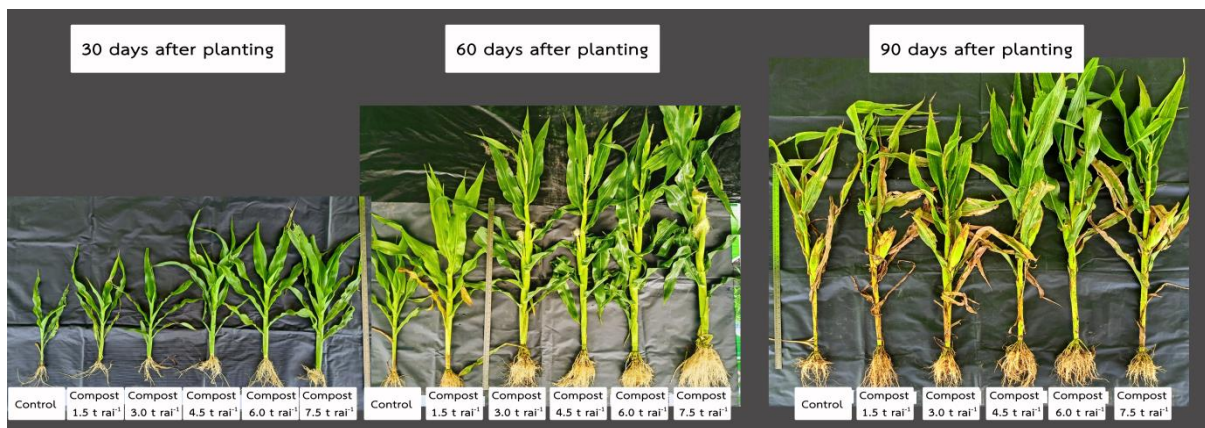 30 days after planting
60 days after planting
90 days after planting
Control
Compost
1.5 t rai⁻¹
Compost
3.0 t rai⁻¹
Compost
4.5 t rai⁻¹
Compost
6.0 t rai⁻¹
Compost
7.5 t rai⁻¹
Control
Compost
1.5 t rai⁻¹
Compost
3.0 t rai⁻¹
Compost
4.5 t rai⁻¹
Compost
6.0 t rai⁻¹
Compost
7.5 t rai⁻¹
Control
Compost
1.5 t rai⁻¹
Compost
3.0 t rai⁻¹
Compost
4.5 t rai⁻¹
Compost
6.0 t rai⁻¹
Compost
7.5 t rai⁻¹